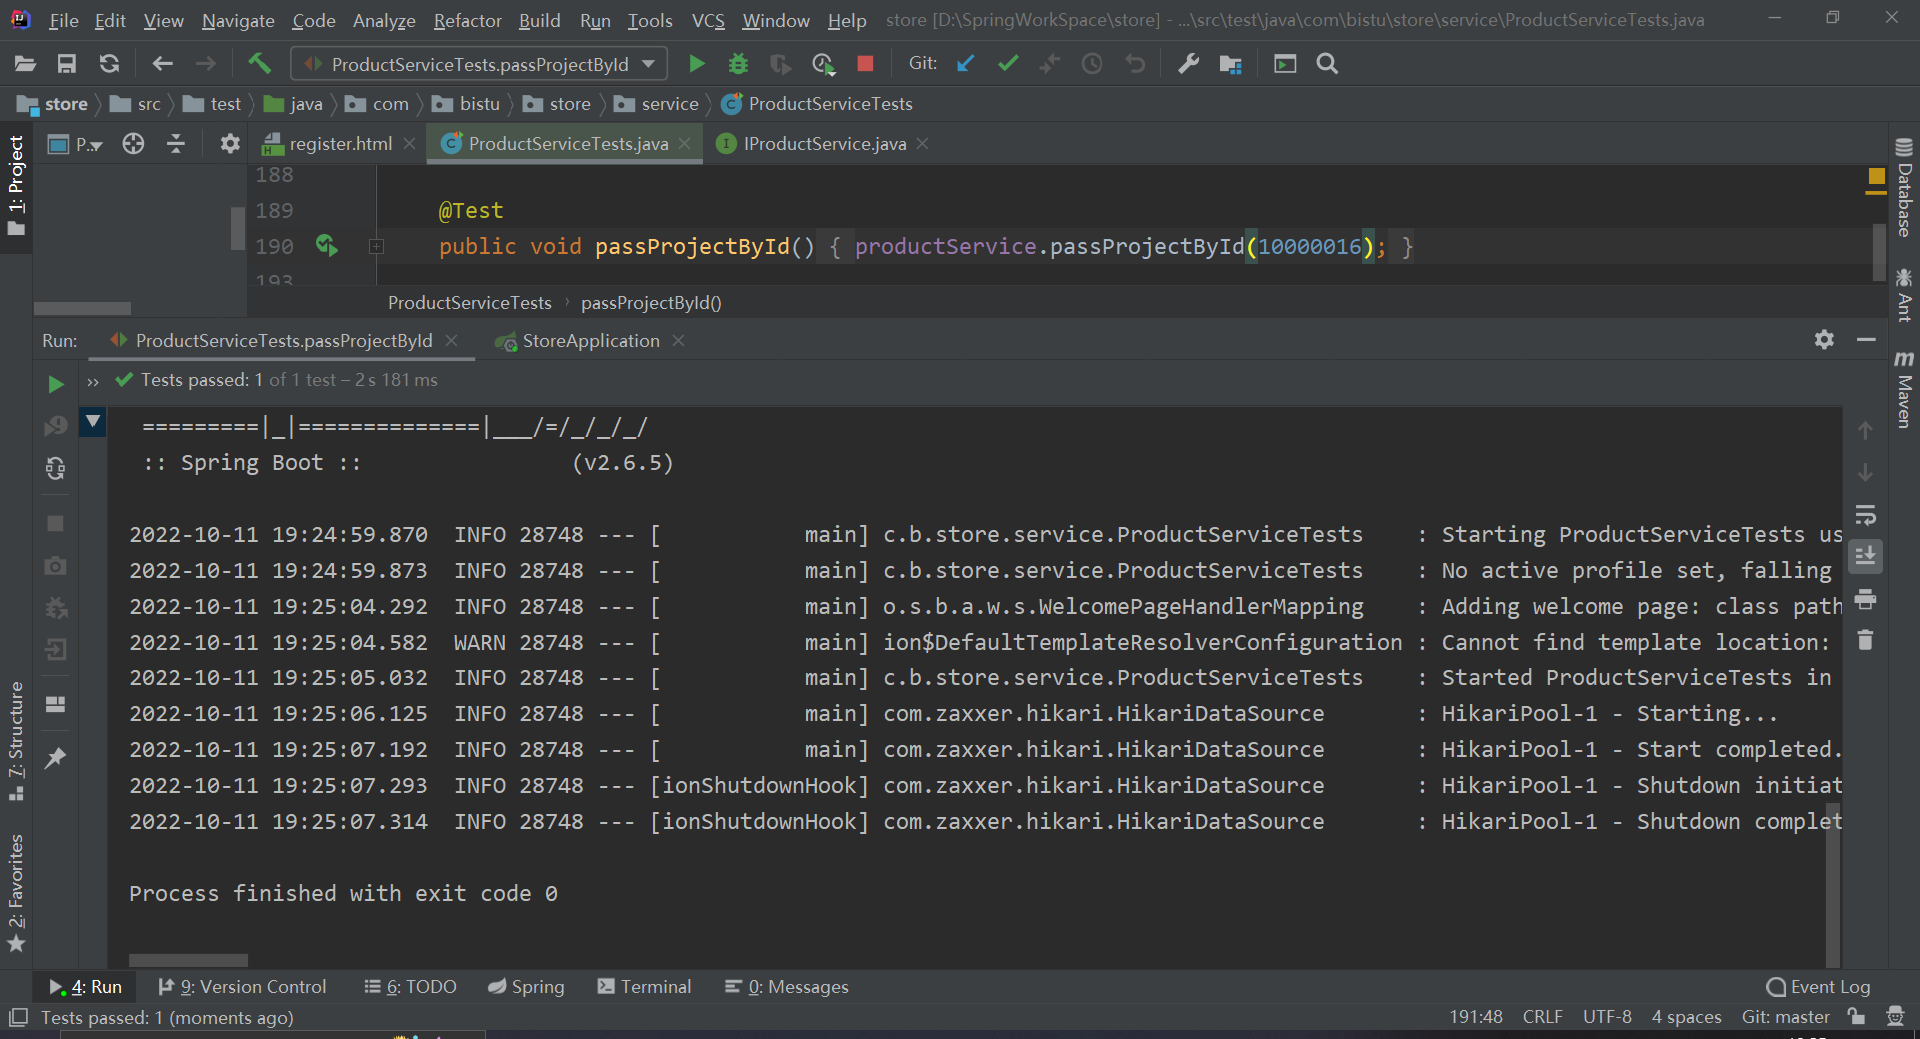 File Edit View Navigate Code Analyze Refactor Build Run Tools VCS Window Help store [D:\SpringWorkSpace\store] - ...\src\test\java\com\bistu\store\service\ProductServiceTests.java
ProductServiceTests.passProjectById Git:
store src test java com bistu store service ProductServiceTests
P... register.html ProductServiceTests.java IProductService.java
1: Project
188
189 @Test
190 public void passProjectById() { productService.passProjectById(10000016); }
193
ProductServiceTests › passProjectById()
Run: ProductServiceTests.passProjectById StoreApplication
» Tests passed: 1 of 1 test – 2 s 181 ms
=========|_|==============|___/=/_/_/_/
:: Spring Boot :: (v2.6.5)
2022-10-11 19:24:59.870 INFO 28748 --- [ main] c.b.store.service.ProductServiceTests : Starting ProductServiceTests us
2022-10-11 19:24:59.873 INFO 28748 --- [ main] c.b.store.service.ProductServiceTests : No active profile set, falling
2022-10-11 19:25:04.292 INFO 28748 --- [ main] o.s.b.a.w.s.WelcomePageHandlerMapping : Adding welcome page: class path
2022-10-11 19:25:04.582 WARN 28748 --- [ main] ion$DefaultTemplateResolverConfiguration : Cannot find template location:
2022-10-11 19:25:05.032 INFO 28748 --- [ main] c.b.store.service.ProductServiceTests : Started ProductServiceTests in
2022-10-11 19:25:06.125 INFO 28748 --- [ main] com.zaxxer.hikari.HikariDataSource : HikariPool-1 - Starting...
2022-10-11 19:25:07.192 INFO 28748 --- [ main] com.zaxxer.hikari.HikariDataSource : HikariPool-1 - Start completed.
2022-10-11 19:25:07.293 INFO 28748 --- [ionShutdownHook] com.zaxxer.hikari.HikariDataSource : HikariPool-1 - Shutdown initiat
2022-10-11 19:25:07.314 INFO 28748 --- [ionShutdownHook] com.zaxxer.hikari.HikariDataSource : HikariPool-1 - Shutdown complet
Process finished with exit code 0
7: Structure
2: Favorites
Database
Ant
Maven
4: Run 9: Version Control 6: TODO Spring Terminal 0: Messages Event Log
Tests passed: 1 (moments ago) 191:48 CRLF UTF-8 4 spaces Git: master